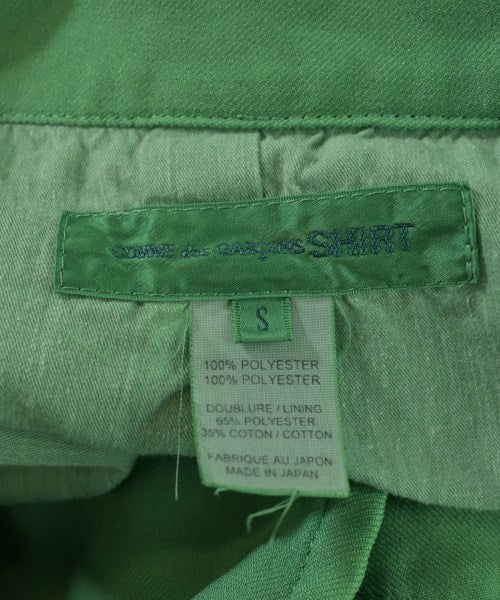 COMME des GARÇONS SHIRT
S
100% POLYESTER
100% POLYESTER
DOUBLURE / LINING
65% POLYESTER
35% COTON / COTTON
FABRIQUE AU JAPON
MADE IN JAPAN